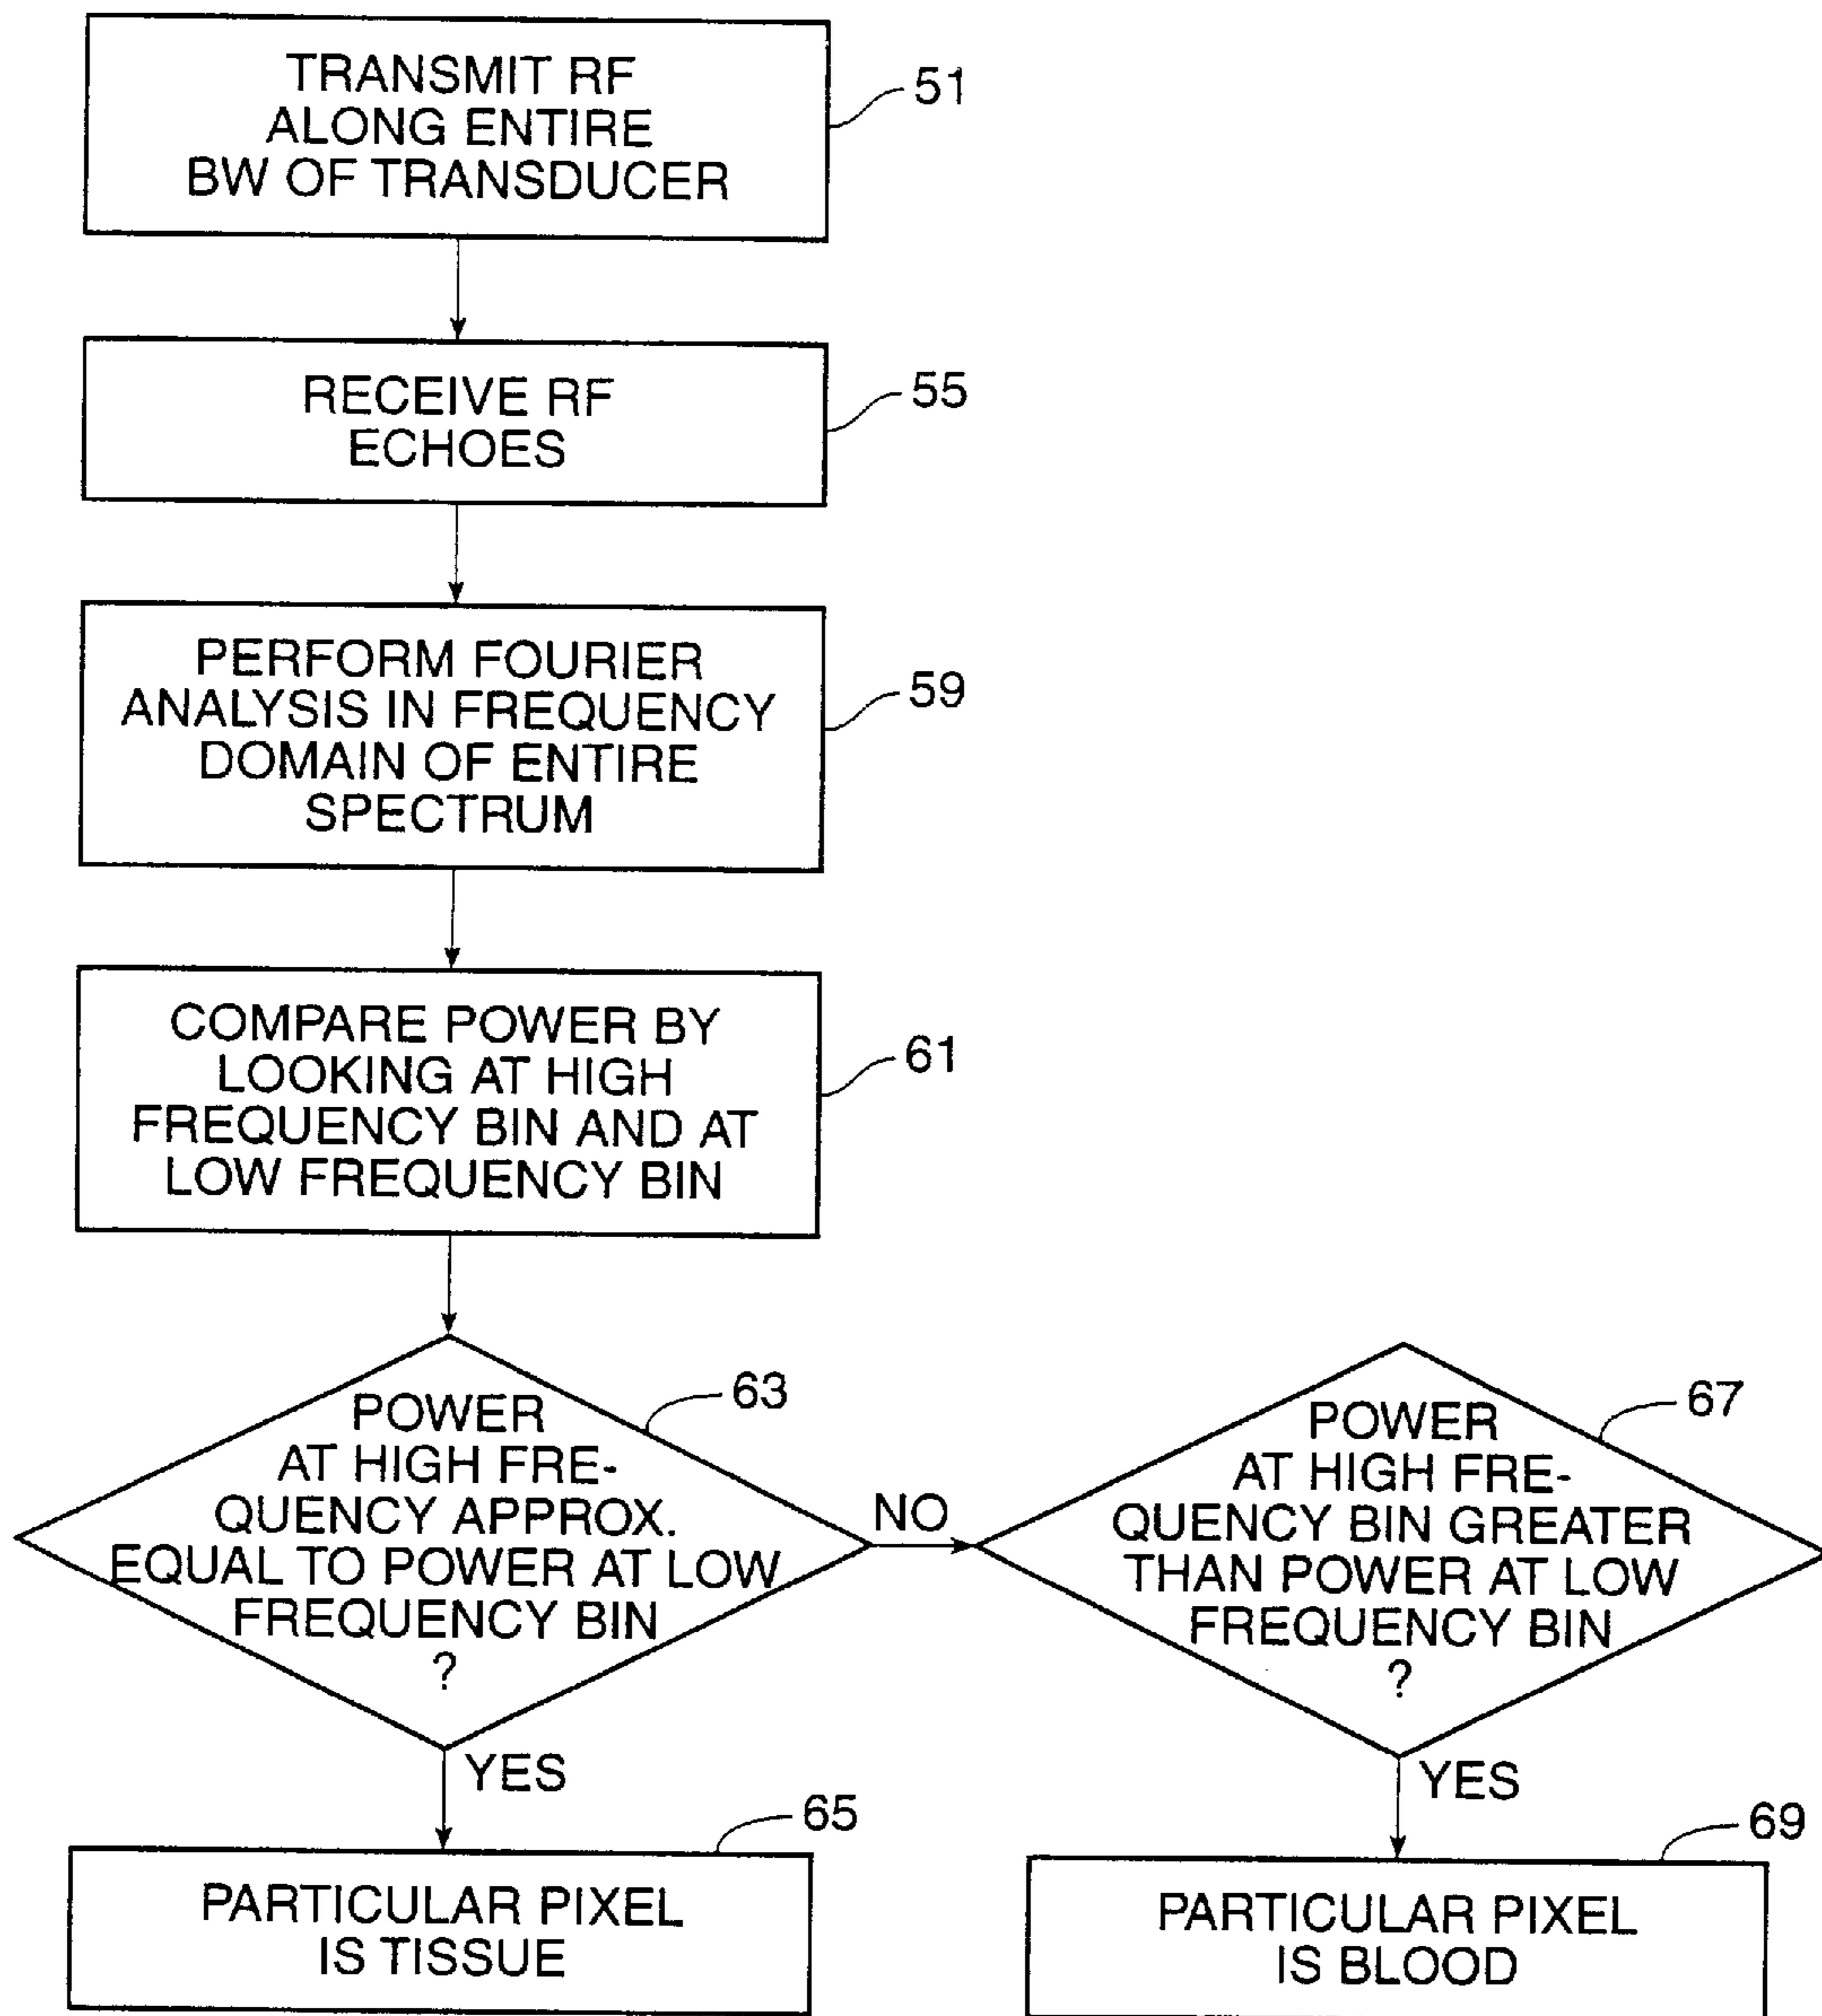 TRANSMIT RF
ALONG ENTIRE
BW OF TRANSDUCER
51
RECEIVE RF
ECHOES
55
PERFORM FOURIER
ANALYSIS IN FREQUENCY
DOMAIN OF ENTIRE
SPECTRUM
59
COMPARE POWER BY
LOOKING AT HIGH
FREQUENCY BIN AND AT
LOW FREQUENCY BIN
61
POWER
AT HIGH FRE-
QUENCY APPROX.
EQUAL TO POWER AT LOW
FREQUENCY BIN
?
63
NO
POWER
AT HIGH FRE-
QUENCY BIN GREATER
THAN POWER AT LOW
FREQUENCY BIN
?
67
YES
YES
PARTICULAR PIXEL
IS TISSUE
65
PARTICULAR PIXEL
IS BLOOD
69